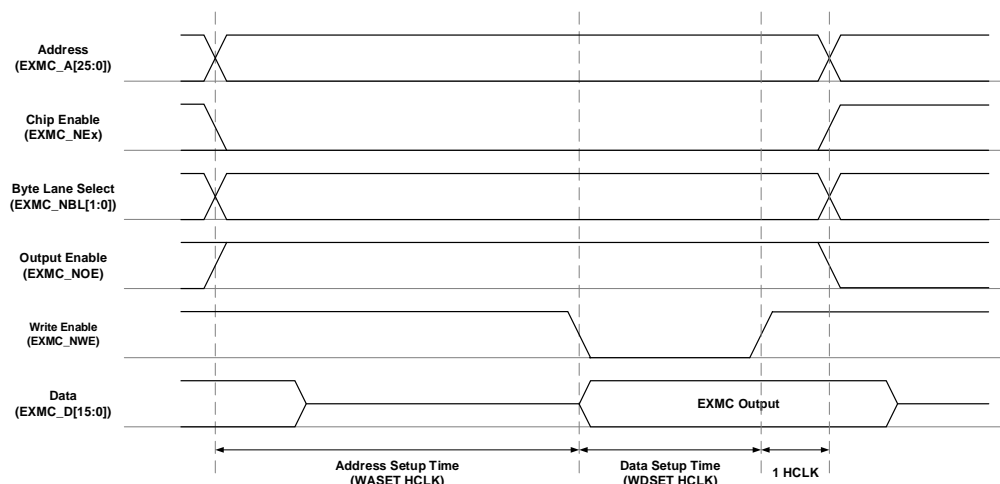 Address
(EXMC_A[25:0])
Chip Enable
(EXMC_NEx)
Byte Lane Select
(EXMC_NBL[1:0])
Output Enable
(EXMC_NOE)
Write Enable
(EXMC_NWE)
Data
(EXMC_D[15:0])
EXMC Output
Address Setup Time
(WASET HCLK)
Data Setup Time
(WDSET HCLK)
1 HCLK